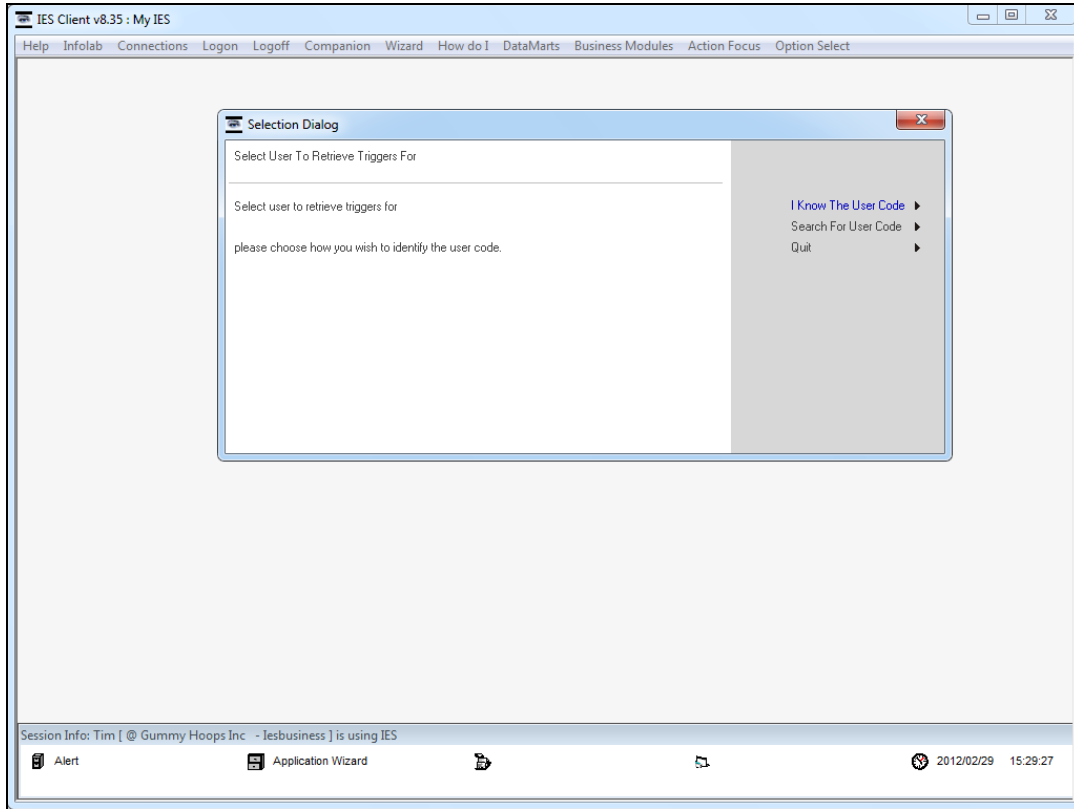 IES Client v8.35 : My IES
Help Infolab Connections Logon Logoff Companion Wizard How do I DataMarts Business Modules Action Focus Option Select
Selection Dialog
Select User To Retrieve Triggers For
Select user to retrieve triggers for
I Know The User Code
Search For User Code
please choose how you wish to identify the user code.
Quit
Session Info: Tim [ @ Gummy Hoops Inc - Iesbusiness ] is using IES
Alert
Application Wizard
2012/02/29 15:29:27